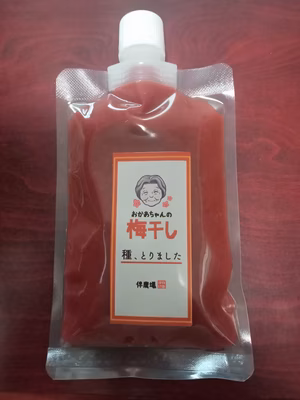 おかあちゃんの
梅干し
種、とりました
伴農場